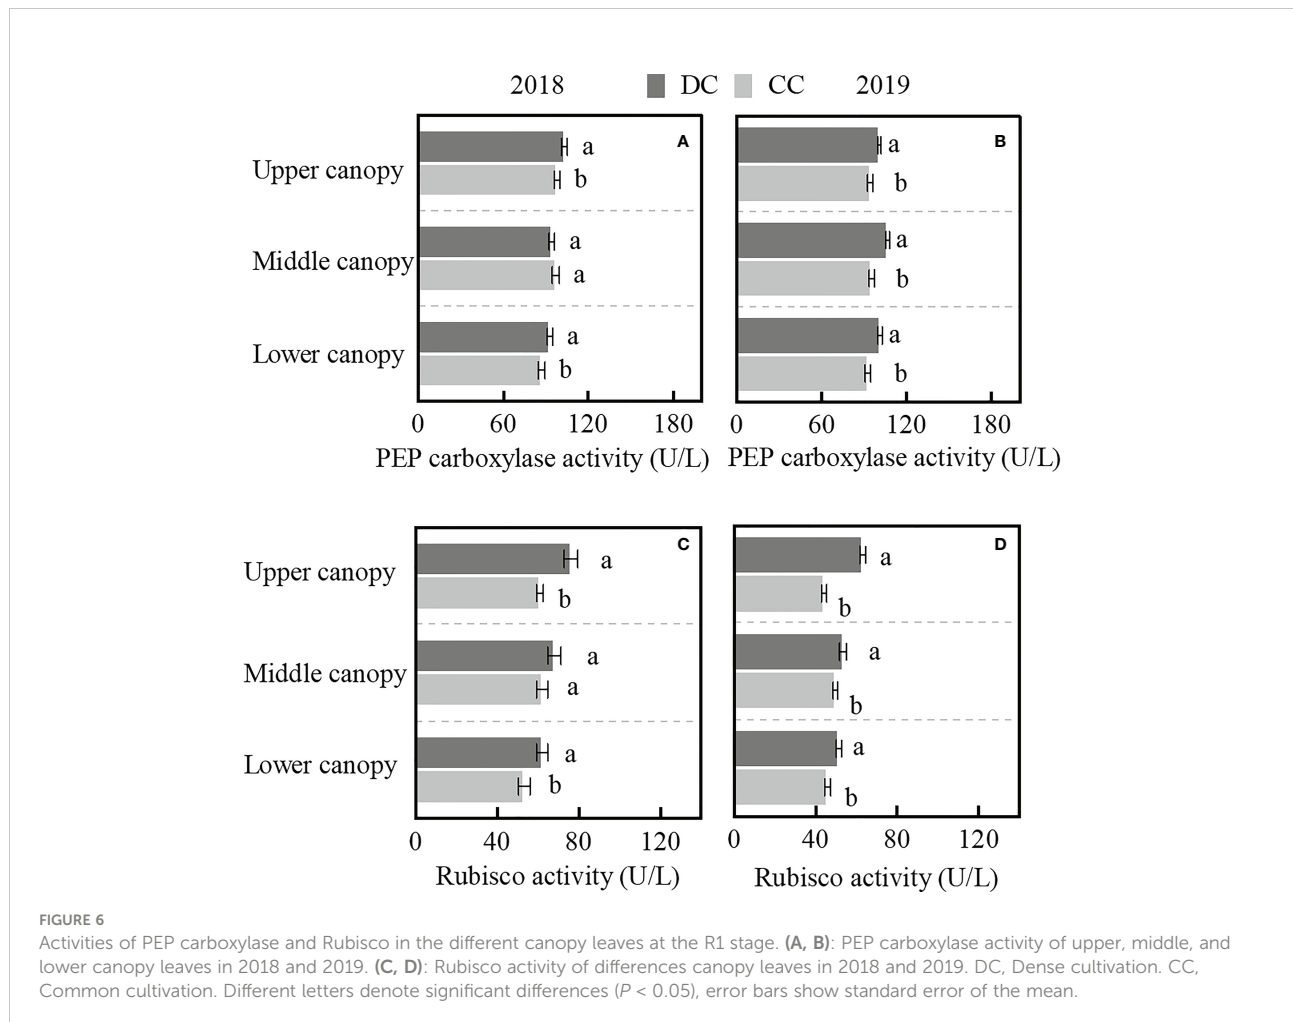 2018 DC CC 2019
A
Upper canopy
a
b
Middle canopy
a
a
Lower canopy
a
b
0 60 120 180
PEP carboxylase activity (U/L)
B
a
b
a
b
a
b
0 60 120 180
PEP carboxylase activity (U/L)
C
Upper canopy
a
b
Middle canopy
a
a
Lower canopy
a
b
0 40 80 120
Rubisco activity (U/L)
D
a
b
a
b
a
b
0 40 80 120
Rubisco activity (U/L)
FIGURE 6
Activities of PEP carboxylase and Rubisco in the different canopy leaves at the R1 stage. (A, B): PEP carboxylase activity of upper, middle, and
lower canopy leaves in 2018 and 2019. (C, D): Rubisco activity of differences canopy leaves in 2018 and 2019. DC, Dense cultivation. CC,
Common cultivation. Different letters denote significant differences (P < 0.05), error bars show standard error of the mean.